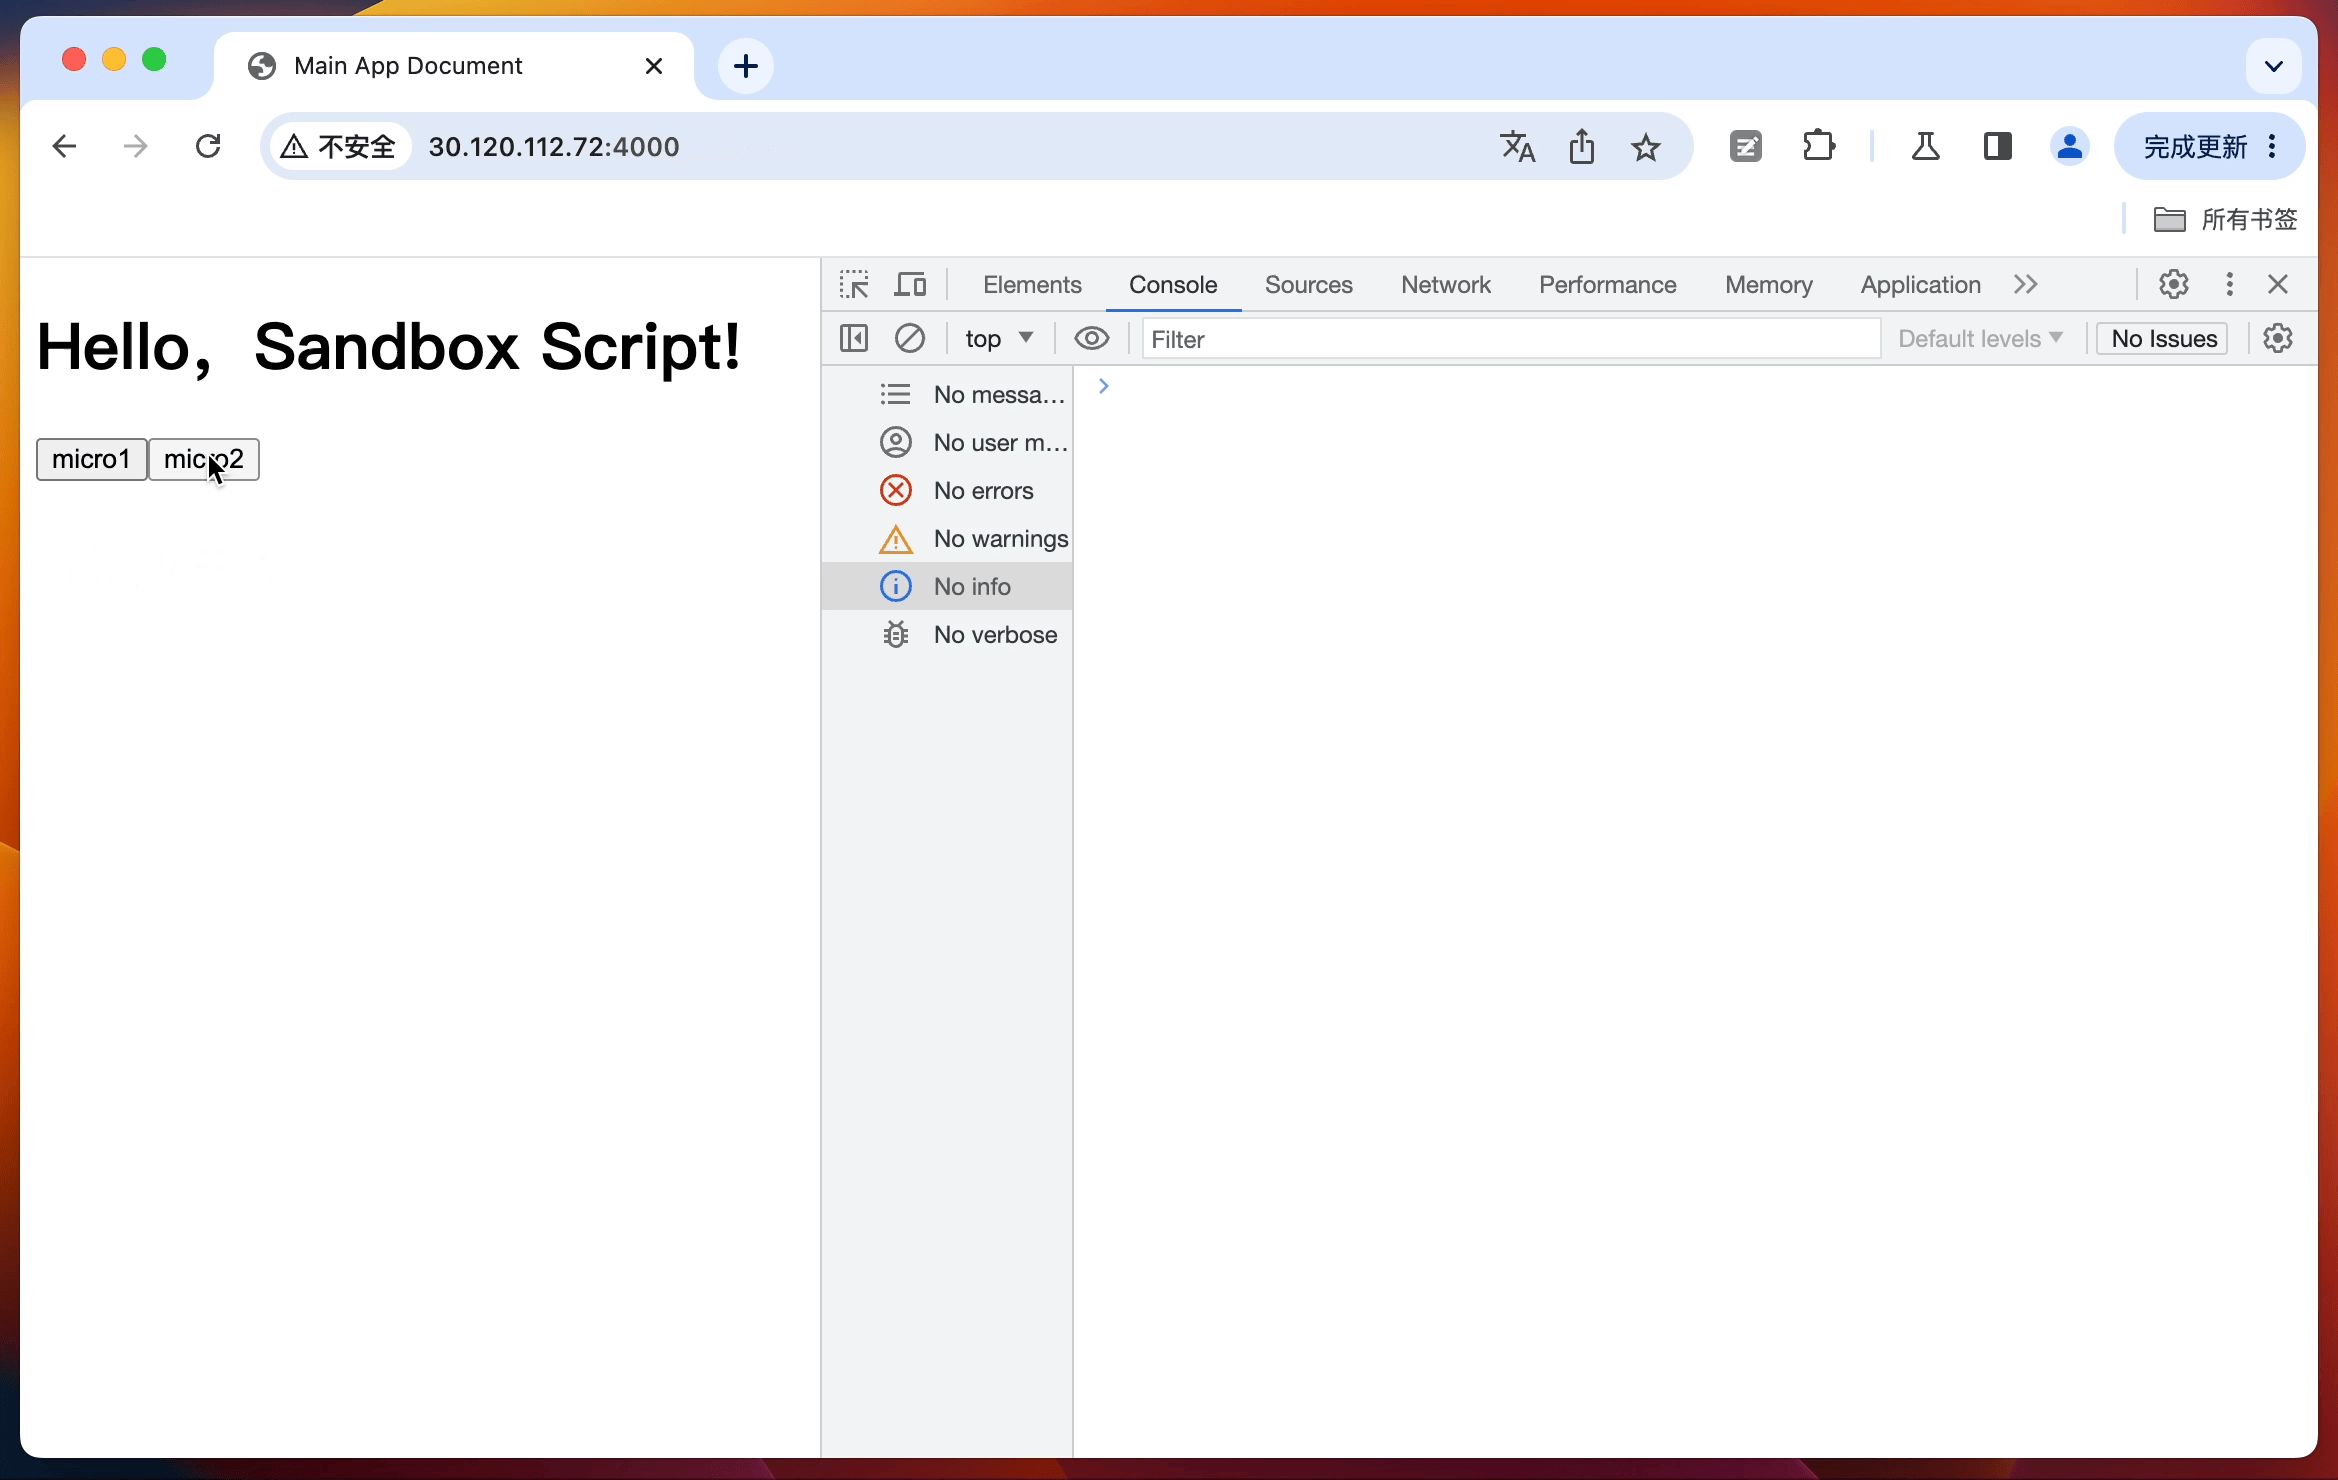 Main App Document
不安全
30.120.112.72:4000
完成更新
所有书签
Hello，Sandbox Script!
micro1
micro2
Elements
Console
Sources
Network
Performance
Memory
Application
top
Filter
Default levels
No Issues
No messa…
No user m…
No errors
No warnings
No info
No verbose